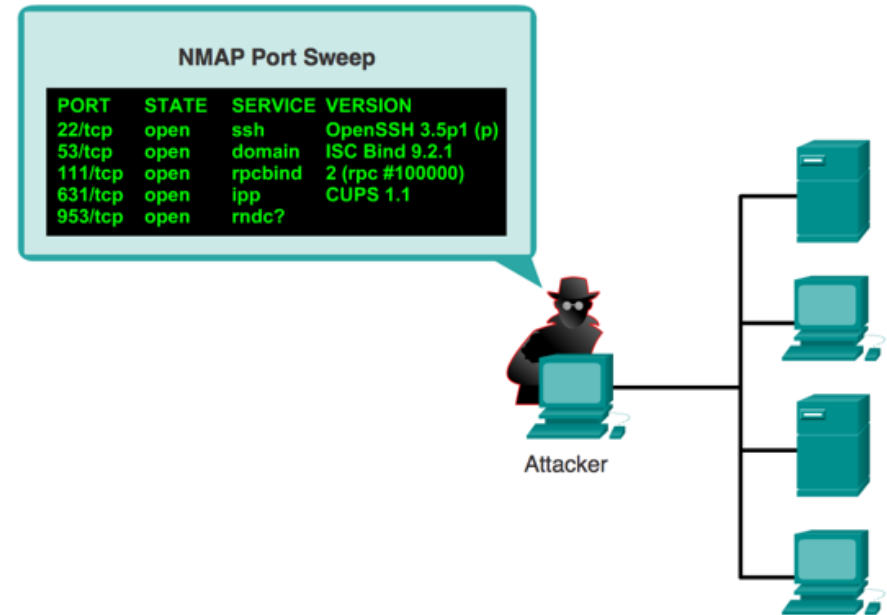 NMAP Port Sweep
PORT STATE SERVICE VERSION
22/tcp open ssh OpenSSH 3.5p1 (p)
53/tcp open domain ISC Bind 9.2.1
111/tcp open rpcbind 2 (rpc #100000)
631/tcp open ipp CUPS 1.1
953/tcp open rndc?
Attacker